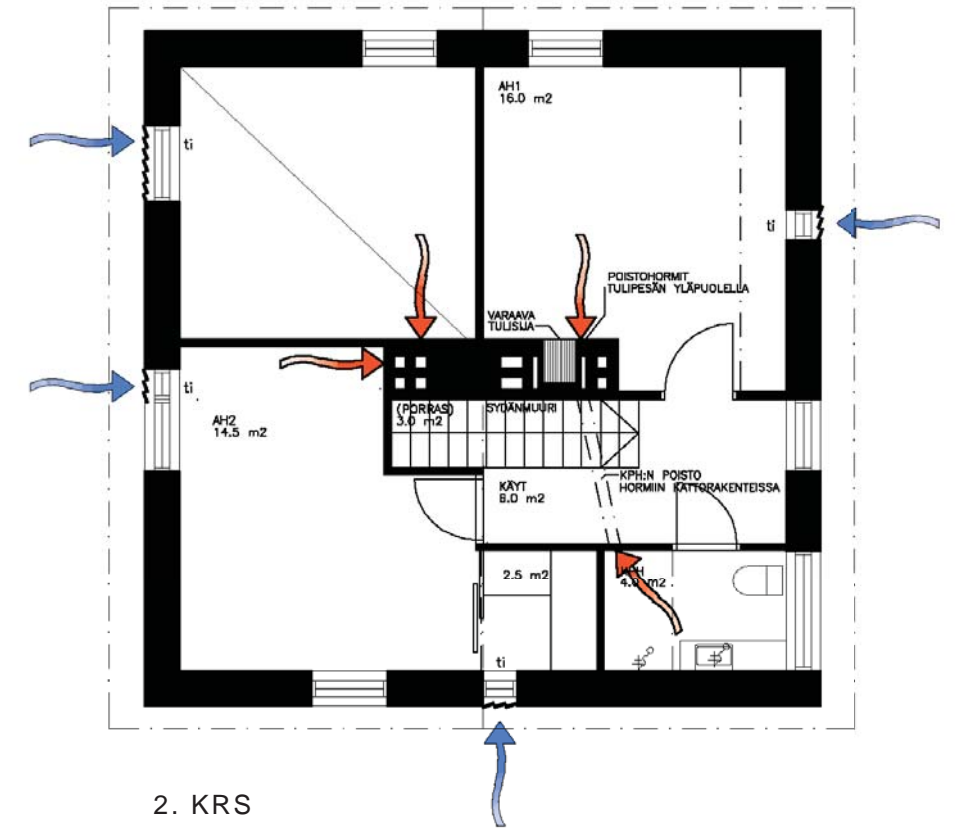 AH1
16.0 m2
ti
ti
POISTOHORMIT
TULIPESÄN YLÄPUOLELLA
VARAAVA
TULISIJA
ti
AH2
14.5 m2
(PORRAS)
3.0 m2
SYDÄNMUURI
KÄYT
8.0 m2
KPH:N POISTO
HORMIIN KATTORAKENTEISSA
2.5 m2
KPH
ti
2. KRS